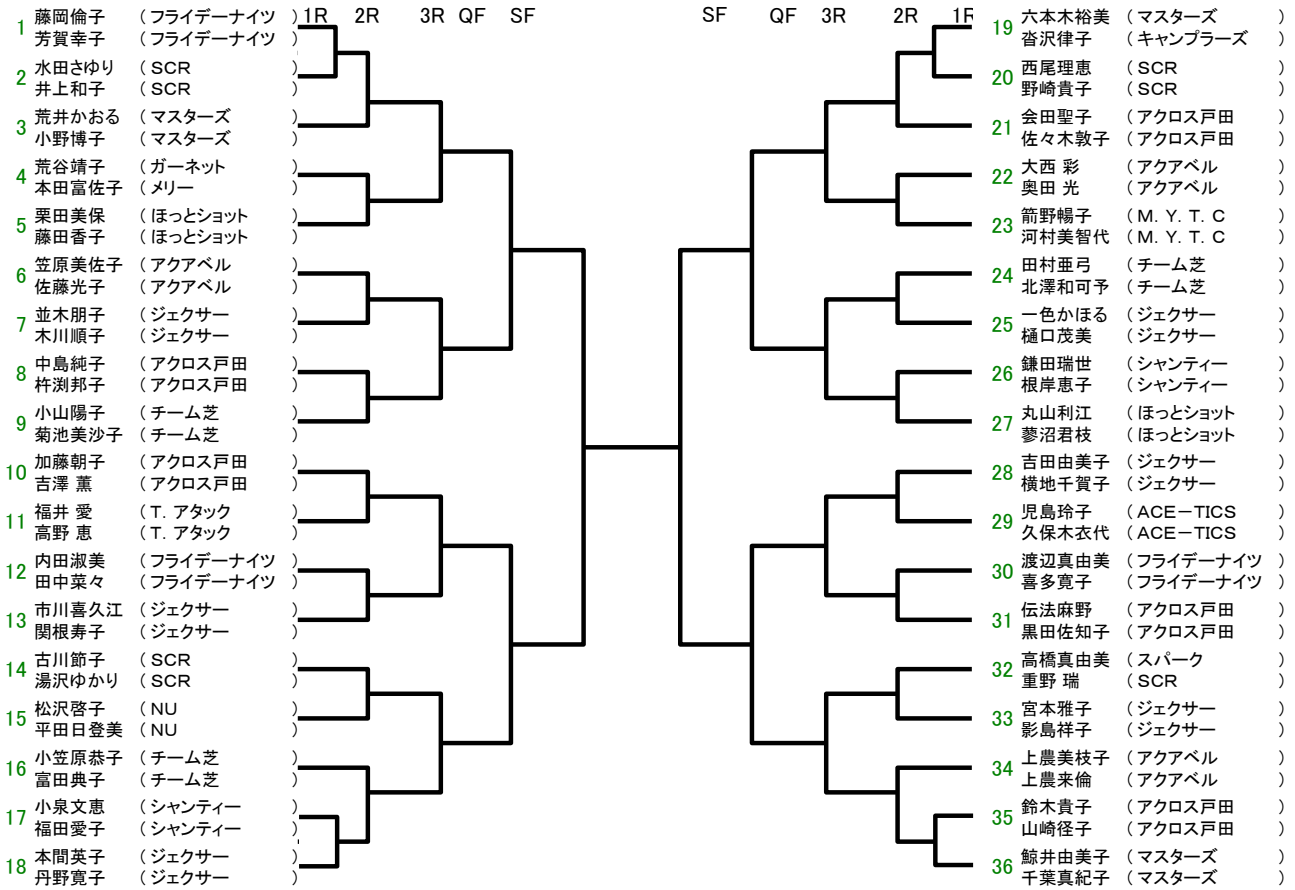 1R 2R 3R QF SF
1 藤岡倫子 (フライデーナイツ)
芳賀幸子 (フライデーナイツ)
2 水田さゆり (SCR)
井上和子 (SCR)
3 荒井かおる (マスターズ)
小野博子 (マスターズ)
4 荒谷靖子 (ガーネット)
本田富佐子 (メリー)
5 栗田美保 (ほっとショット)
藤田香子 (ほっとショット)
6 笠原美佐子 (アクアベル)
佐藤光子 (アクアベル)
7 並木朋子 (ジェクサー)
木川順子 (ジェクサー)
8 中島純子 (アクロス戸田)
杵渕邦子 (アクロス戸田)
9 小山陽子 (チーム芝)
菊池美沙子 (チーム芝)
10 加藤朝子 (アクロス戸田)
吉澤 薫 (アクロス戸田)
11 福井 愛 (T. アタック)
高野 恵 (T. アタック)
12 内田淑美 (フライデーナイツ)
田中菜々 (フライデーナイツ)
13 市川喜久江 (ジェクサー)
関根寿子 (ジェクサー)
14 古川節子 (SCR)
湯沢ゆかり (SCR)
15 松沢啓子 (NU)
平田日登美 (NU)
16 小笠原恭子 (チーム芝)
富田典子 (チーム芝)
17 小泉文恵 (シャンティー)
福田愛子 (シャンティー)
18 本間英子 (ジェクサー)
丹野寛子 (ジェクサー)
SF QF 3R 2R 1R
19 六本木裕美 (マスターズ)
沓沢律子 (キャンプラーズ)
20 西尾理恵 (SCR)
野崎貴子 (SCR)
21 会田聖子 (アクロス戸田)
佐々木敦子 (アクロス戸田)
22 大西 彩 (アクアベル)
奥田 光 (アクアベル)
23 箭野暢子 (M. Y. T. C)
河村美智代 (M. Y. T. C)
24 田村亜弓 (チーム芝)
北澤和可予 (チーム芝)
25 一色かほる (ジェクサー)
樋口茂美 (ジェクサー)
26 鎌田瑞世 (シャンティー)
根岸恵子 (シャンティー)
27 丸山利江 (ほっとショット)
蓼沼君枝 (ほっとショット)
28 吉田由美子 (ジェクサー)
横地千賀子 (ジェクサー)
29 児島玲子 (ACE-TICS)
久保木衣代 (ACE-TICS)
30 渡辺真由美 (フライデーナイツ)
喜多寛子 (フライデーナイツ)
31 伝法麻野 (アクロス戸田)
黒田佐知子 (アクロス戸田)
32 高橋真由美 (スパーク)
重野 瑞 (SCR)
33 宮本雅子 (ジェクサー)
影島祥子 (ジェクサー)
34 上農美枝子 (アクアベル)
上農来倫 (アクアベル)
35 鈴木貴子 (アクロス戸田)
山崎径子 (アクロス戸田)
36 鯨井由美子 (マスターズ)
千葉真紀子 (マスターズ)